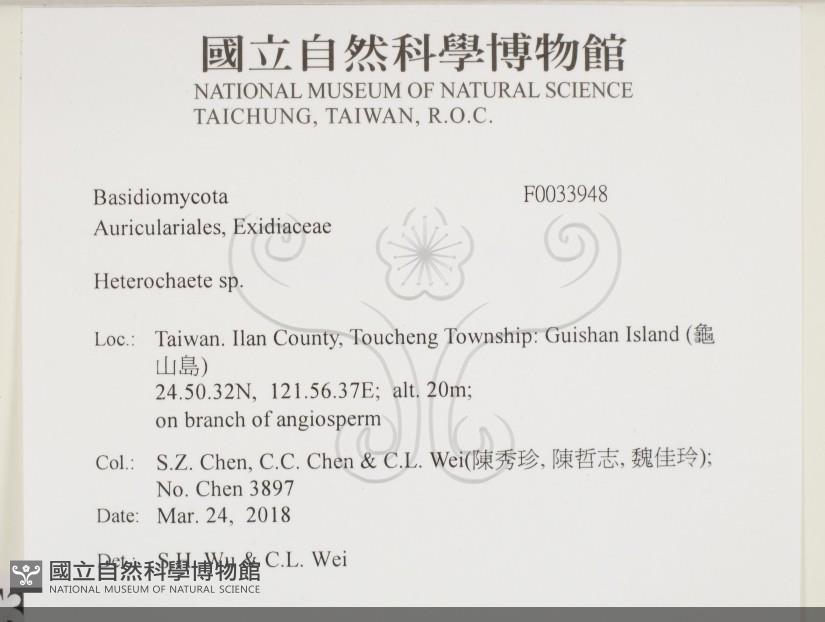 國立自然科學博物館
NATIONAL MUSEUM OF NATURAL SCIENCE
TAICHUNG, TAIWAN, R.O.C.
Basidiomycota F0033948
Auriculariales, Exidiaceae
Heterochaete sp.
Loc.: Taiwan. Ilan County, Toucheng Township: Guishan Island (龜
山島)
24.50.32N, 121.56.37E; alt. 20m;
on branch of angiosperm
Col.: S.Z. Chen, C.C. Chen & C.L. Wei(陳秀珍, 陳哲志, 魏佳玲);
No. Chen 3897
Date: Mar. 24, 2018
Det.: S.H. Wu & C.L. Wei
國立自然科學博物館
NATIONAL MUSEUM OF NATURAL SCIENCE